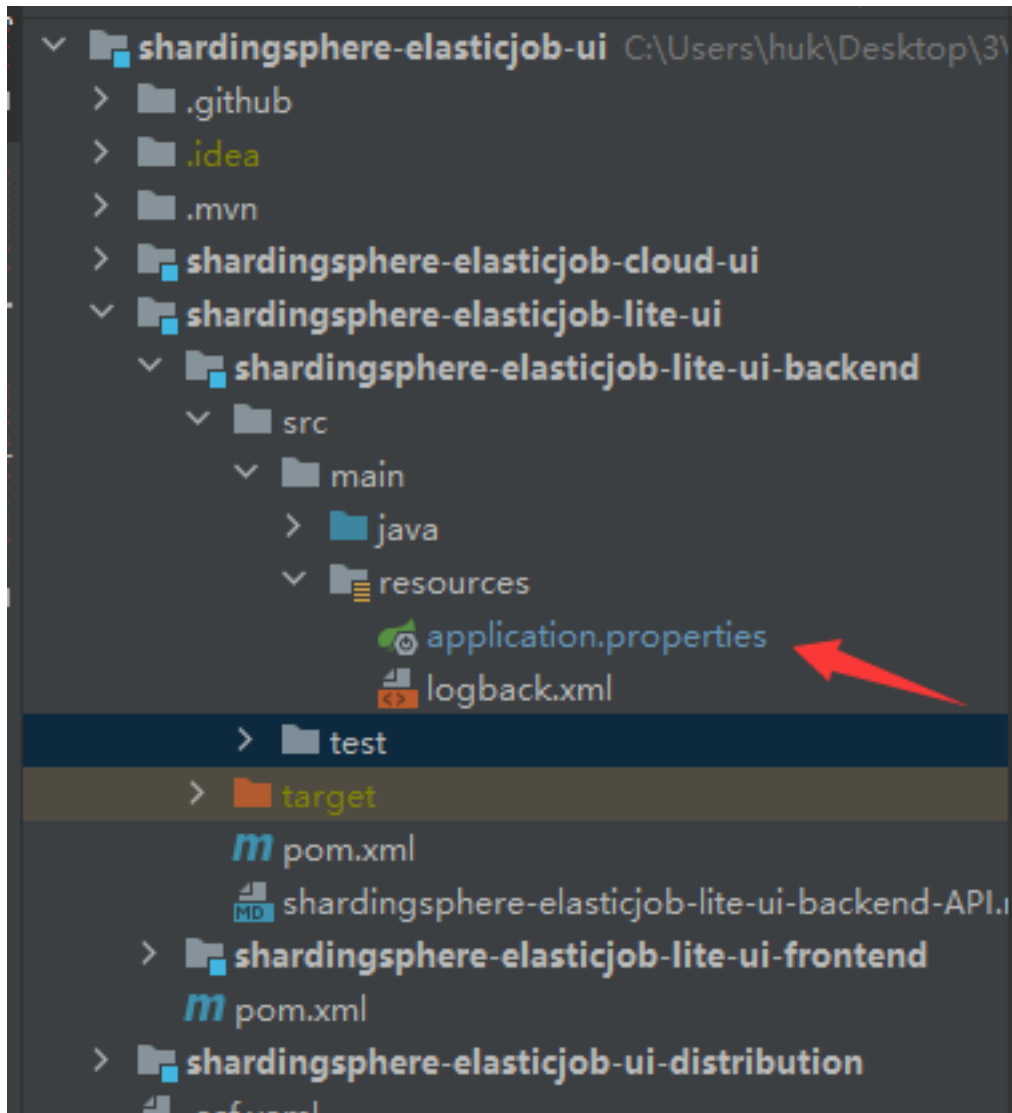 shardingsphere-elasticjob-ui C:\Users\huk\Desktop\3\
.github
.idea
.mvn
shardingsphere-elasticjob-cloud-ui
shardingsphere-elasticjob-lite-ui
shardingsphere-elasticjob-lite-ui-backend
src
main
java
resources
application.properties
<> logback.xml
test
target
m pom.xml
MD shardingsphere-elasticjob-lite-ui-backend-API.
shardingsphere-elasticjob-lite-ui-frontend
m pom.xml
shardingsphere-elasticjob-ui-distribution